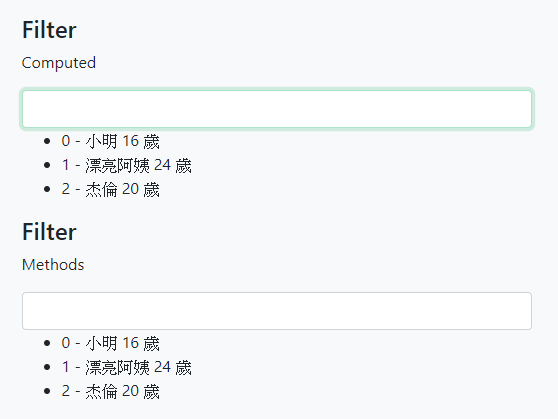 Filter
Computed
0 - 小明 16 歲
1 - 漂亮阿姨 24 歲
2 - 杰倫 20 歲
Filter
Methods
0 - 小明 16 歲
1 - 漂亮阿姨 24 歲
2 - 杰倫 20 歲